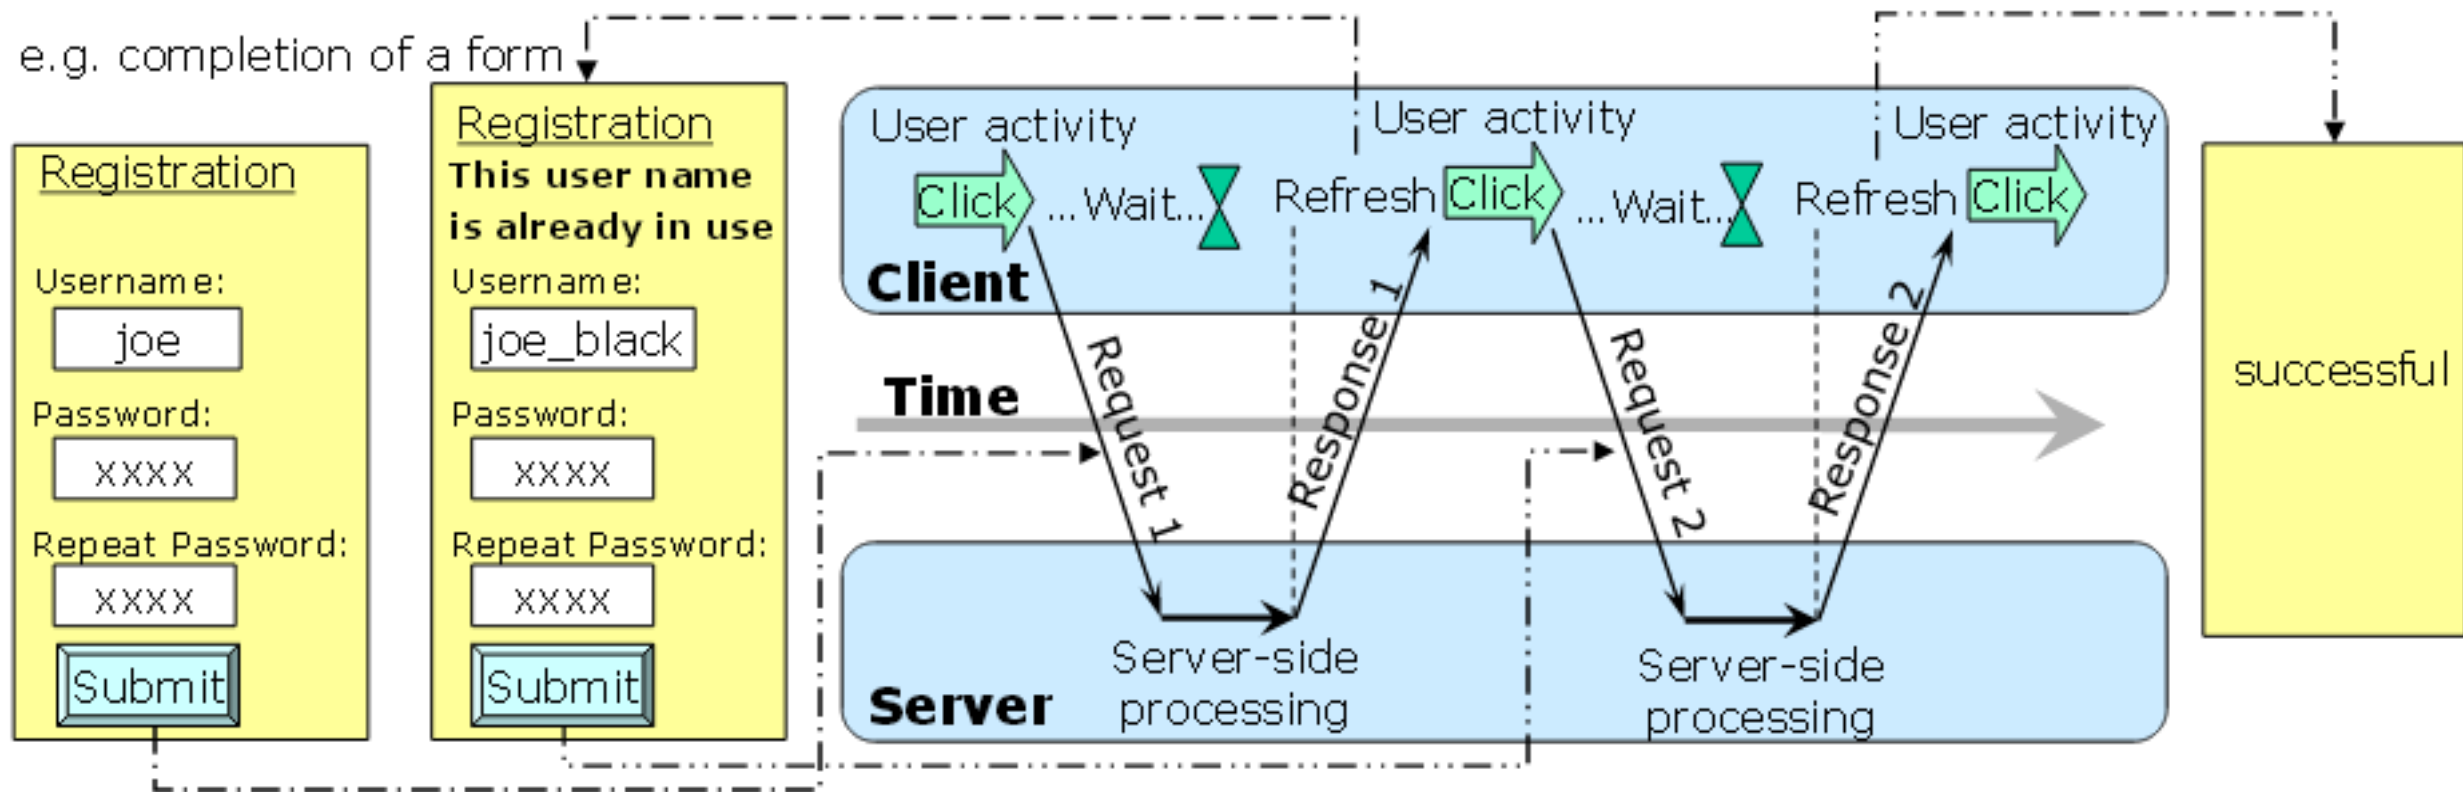 e.g. completion of a form
Registration
Username:
joe
Password:
xxxx
Repeat Password:
xxxx
Submit
Registration
This user name
is already in use
Username:
joe_black
Password:
xxxx
Repeat Password:
xxxx
Submit
User activity
User activity
User activity
Click
...Wait...
Refresh
Click
...Wait...
Refresh
Click
Client
Time
Request 1
Response 1
Request 2
Response 2
Server-side
processing
Server-side
processing
Server
successful